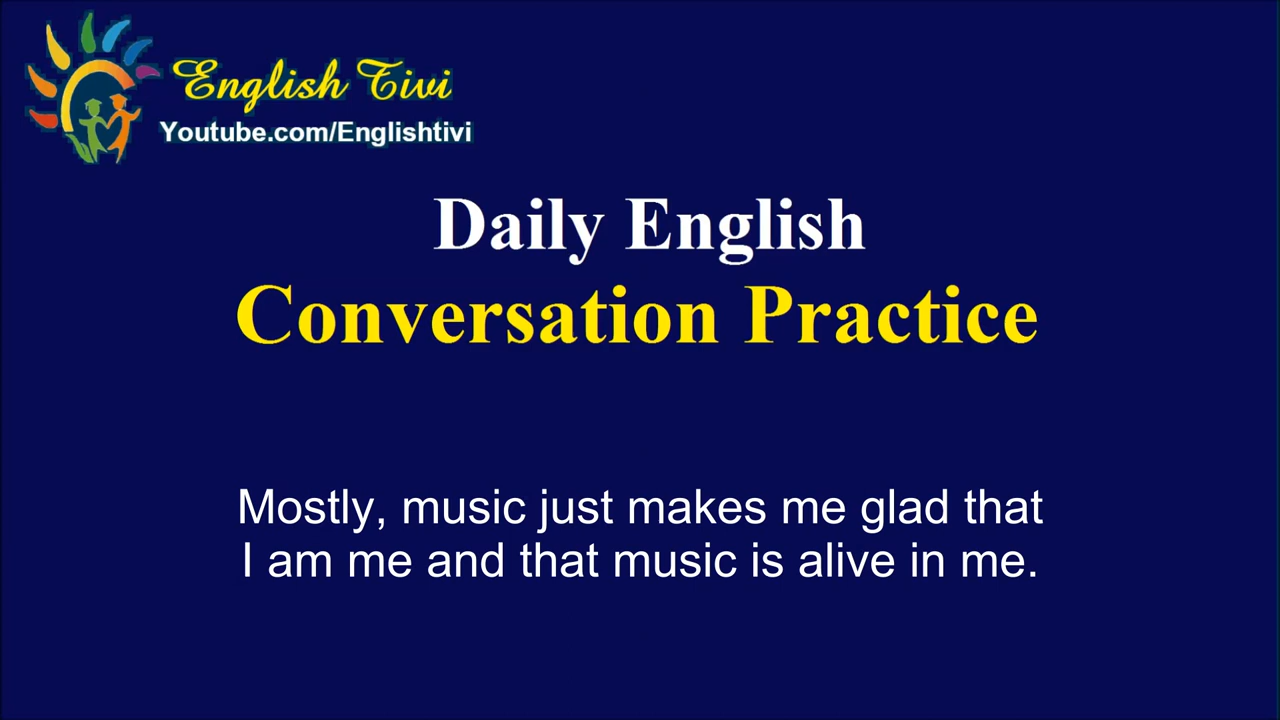 English Tivi
Youtube.com/Englishtivi
Daily English
Conversation Practice
Mostly, music just makes me glad that
I am me and that music is alive in me.